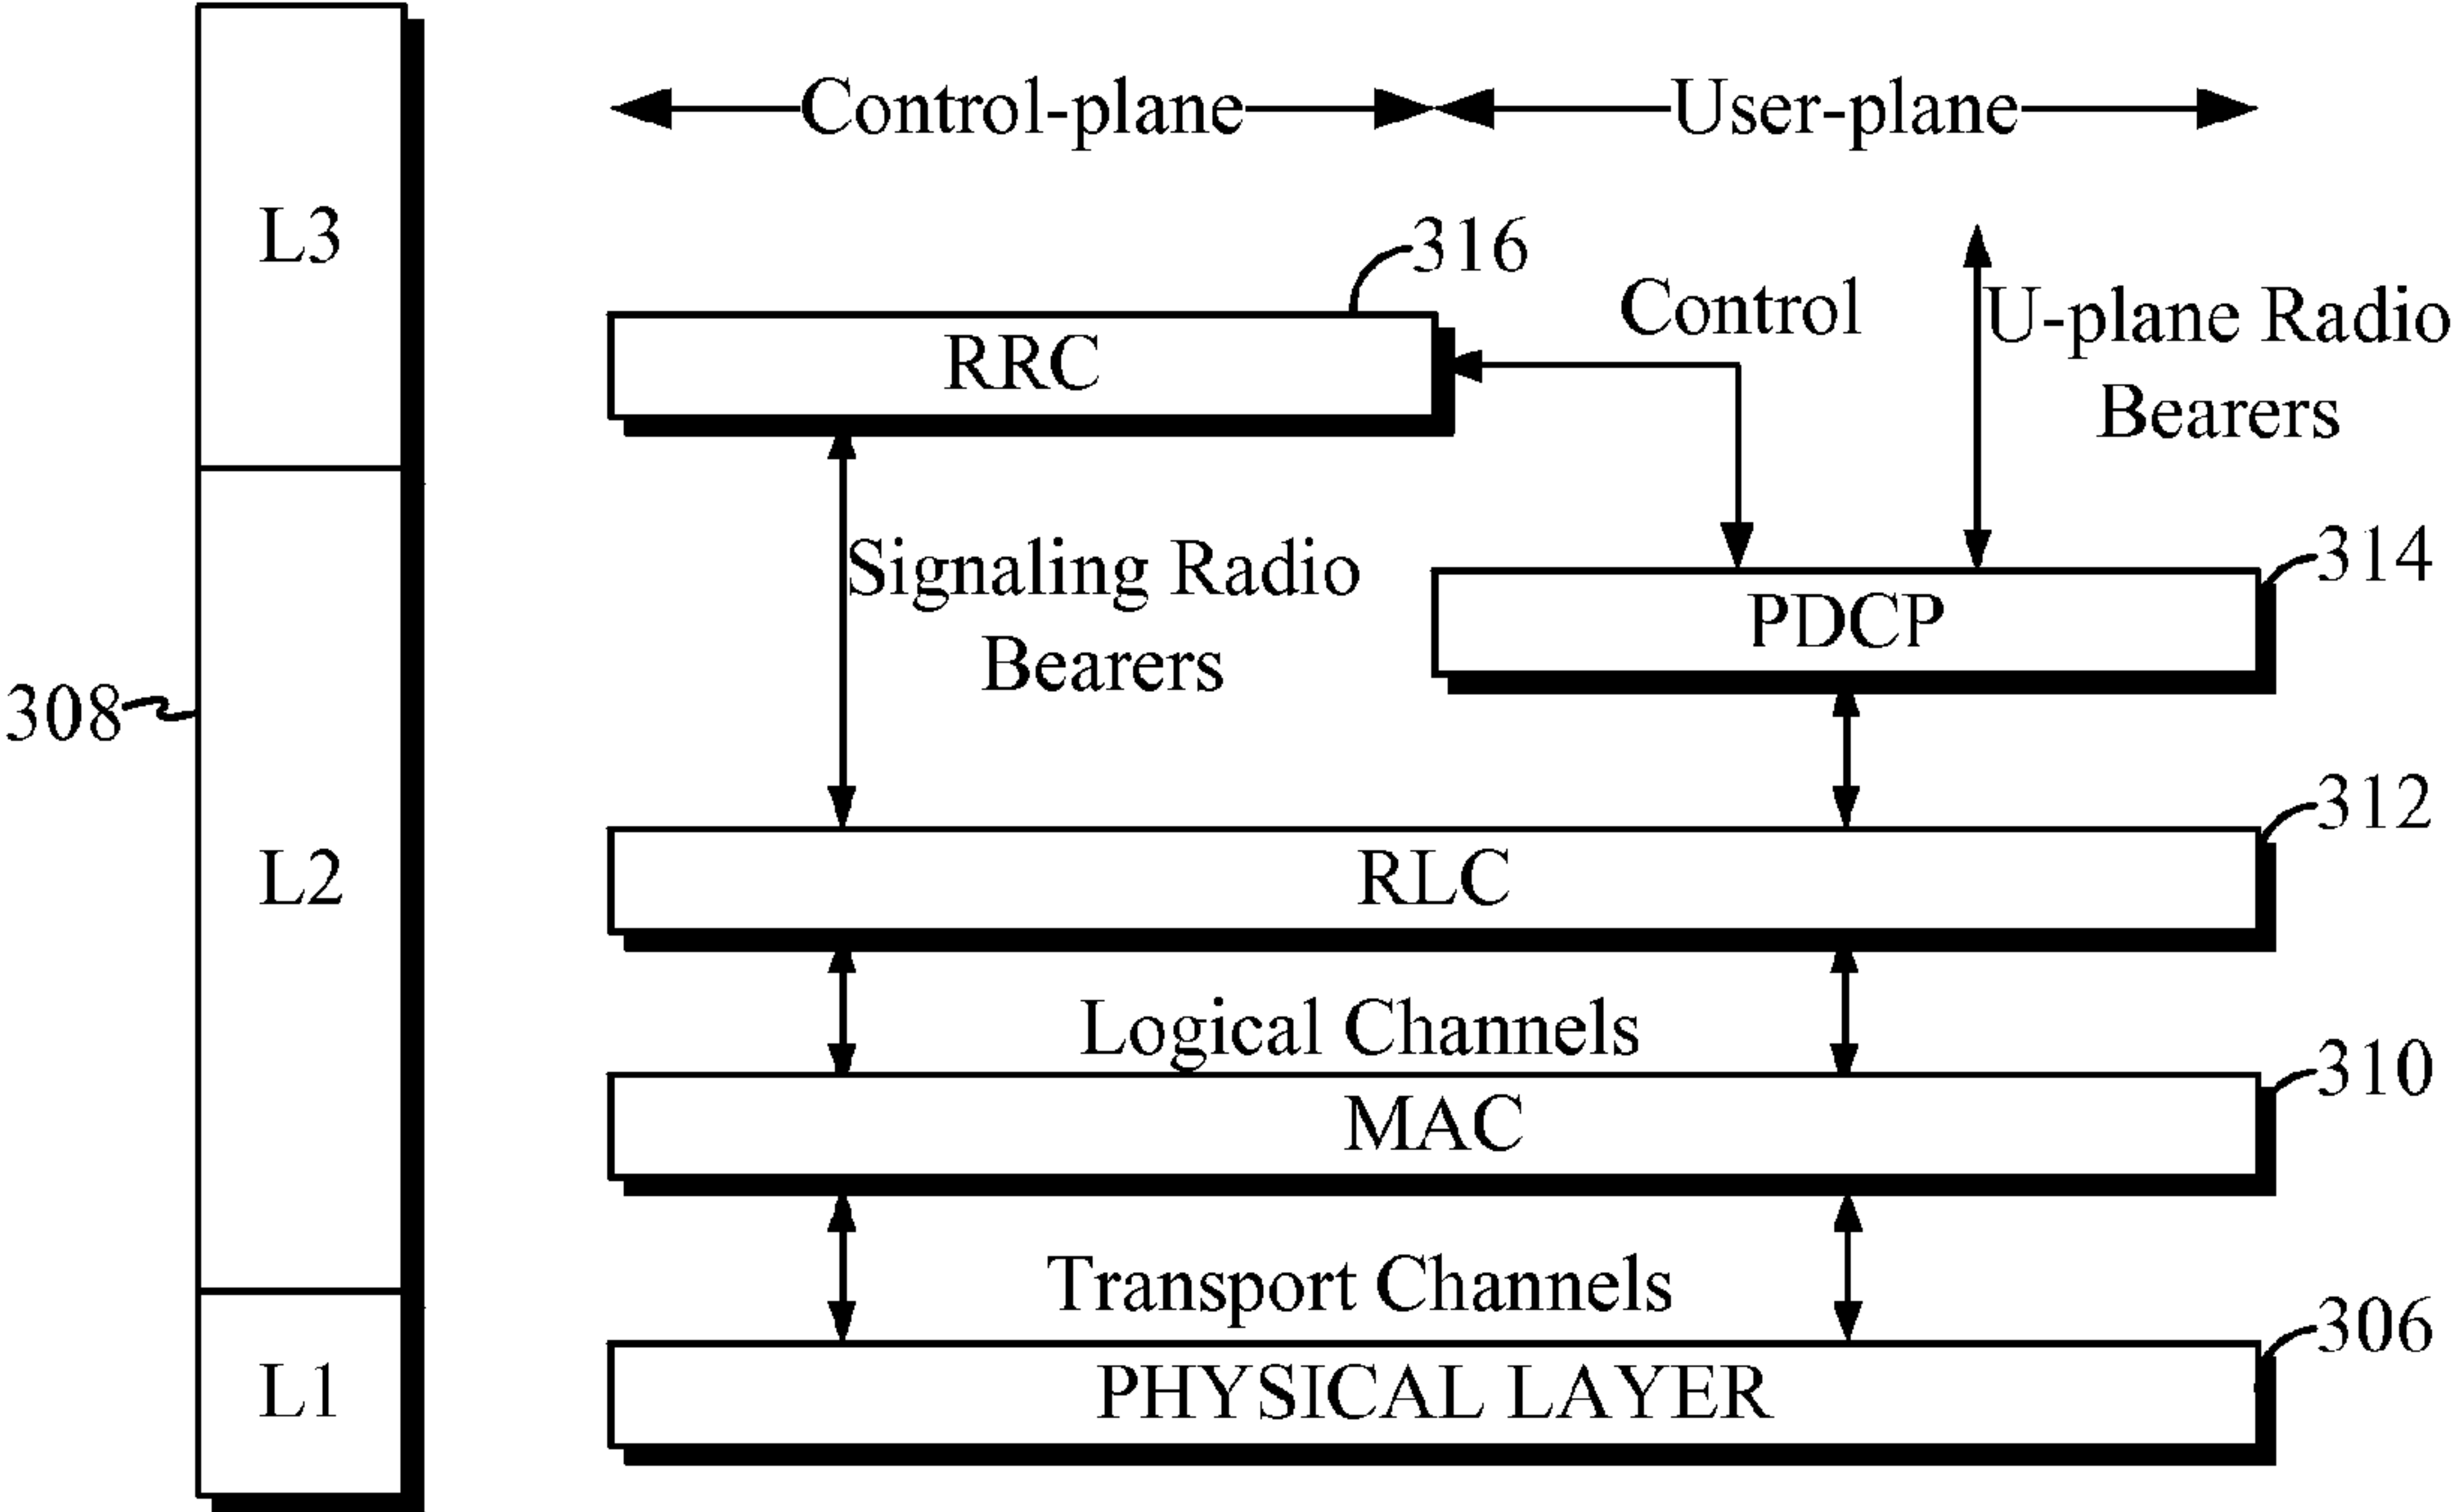 Control-plane
User-plane
L3
316
Control
U-plane Radio
Bearers
RRC
Signaling Radio
Bearers
314
PDCP
308
312
L2
RLC
Logical Channels
310
MAC
Transport Channels
306
L1
PHYSICAL LAYER